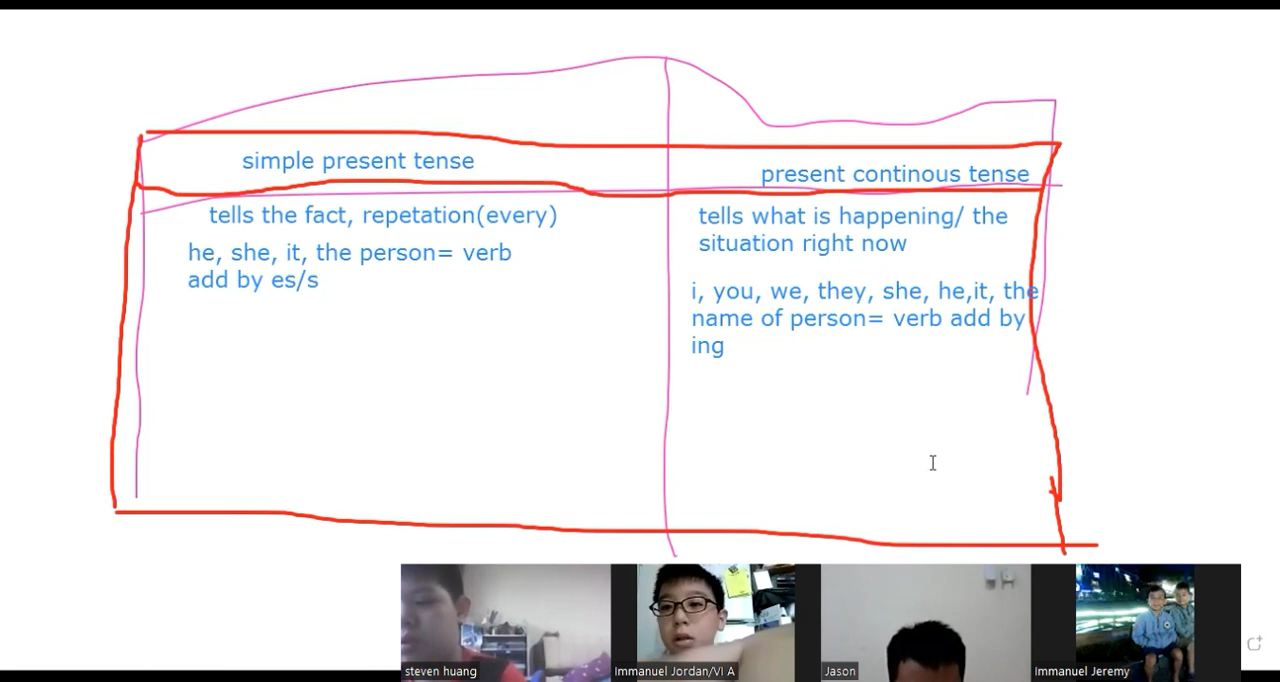 simple present tense
present continous tense
tells the fact, repetation(every)
he, she, it, the person= verb
add by es/s
tells what is happening/ the
situation right now
i, you, we, they, she, he,it, the
name of person= verb add by
ing
steven huang
Immanuel Jordan/VI A
Jason
Immanuel Jeremy